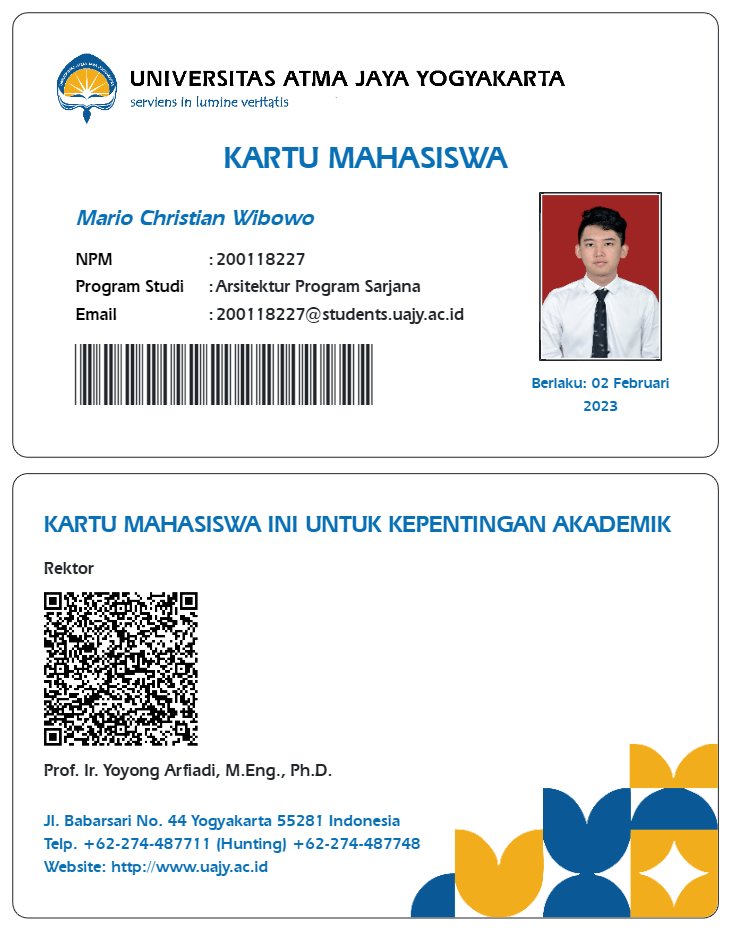 UNIVERSITAS ATMA JAYA YOGYAKARTA
serviens in lumine veritatis
KARTU MAHASISWA
Mario Christian Wibowo
NPM : 200118227
Program Studi : Arsitektur Program Sarjana
Email : 200118227@students.uajy.ac.id
Berlaku: 02 Februari
2023
KARTU MAHASISWA INI UNTUK KEPENTINGAN AKADEMIK
Rektor
Prof. Ir. Yoyong Arfiadi, M.Eng., Ph.D.
Jl. Babarsari No. 44 Yogyakarta 55281 Indonesia
Telp. +62-274-487711 (Hunting) +62-274-487748
Website: http://www.uajy.ac.id